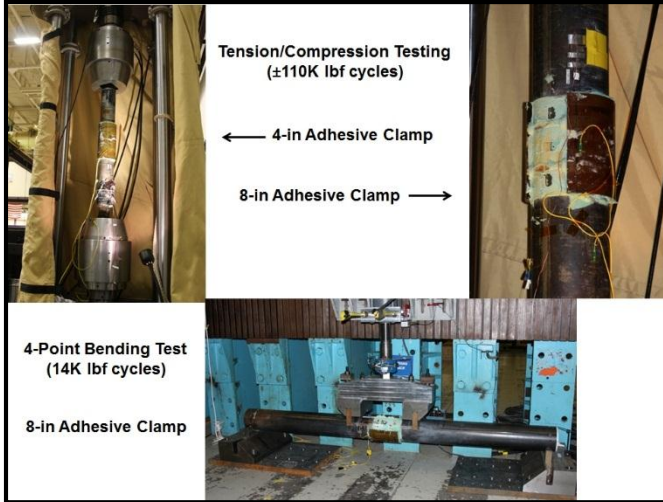 Tension/Compression Testing
(±110K lbf cycles)
4-in Adhesive Clamp
8-in Adhesive Clamp
4-Point Bending Test
(14K lbf cycles)
8-in Adhesive Clamp